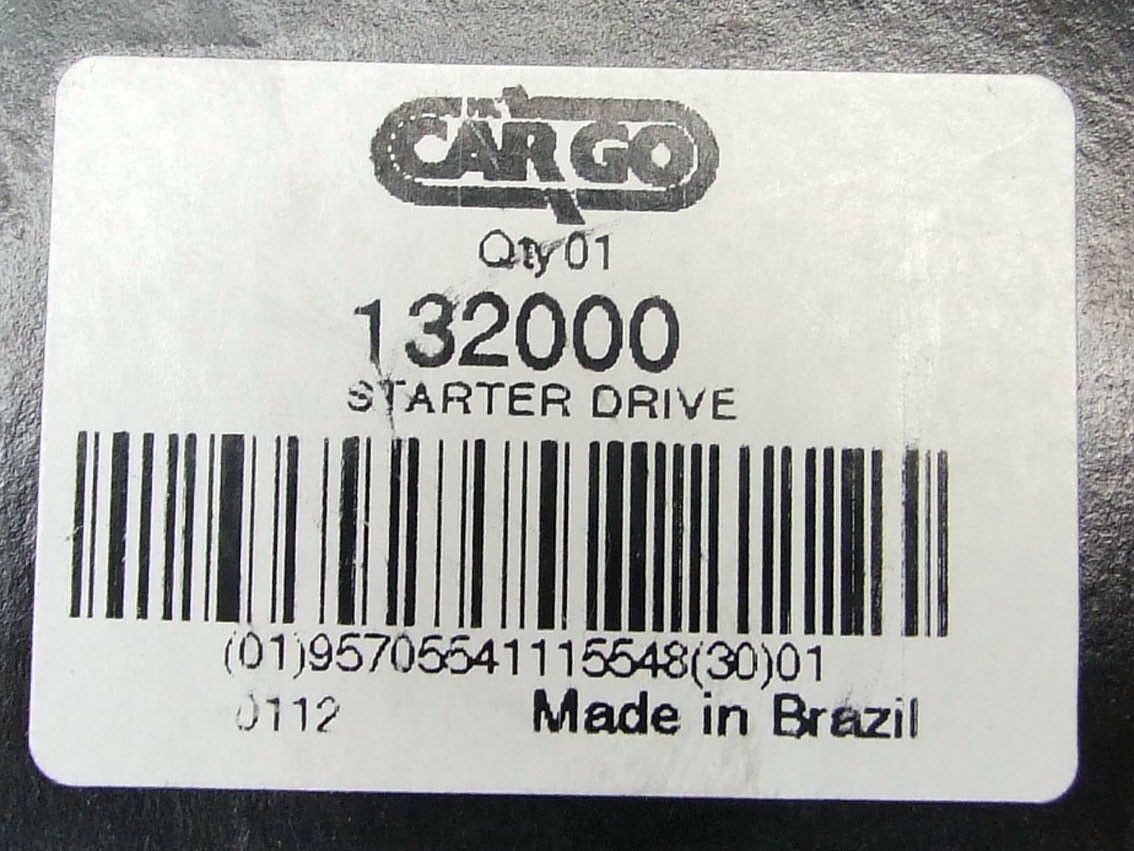 CARGO
Qty 01
132000
STARTER DRIVE
(01)95705541115548(30)01
0112
Made in Brazil